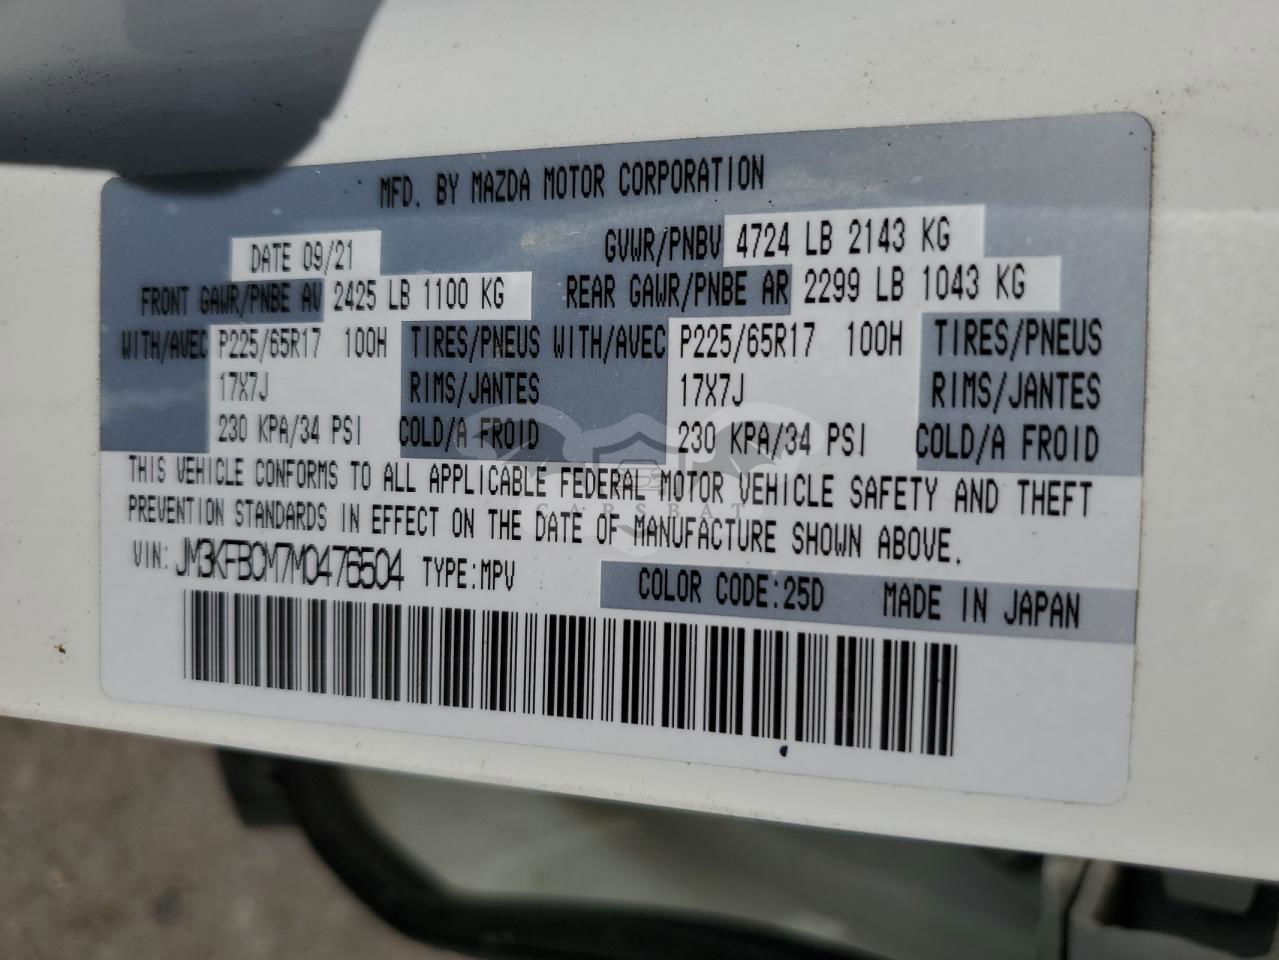 MFD. BY MAZDA MOTOR CORPORATION
DATE 09/21 GVWR/PNBV 4724 LB 2143 KG
FRONT GAWR/PNBE AV 2425 LB 1100 KG REAR GAWR/PNBE AR 2299 LB 1043 KG
WITH/AVEC P225/65R17 100H TIRES/PNEUS WITH/AVEC P225/65R17 100H TIRES/PNEUS
17X7J RIMS/JANTES 17X7J RIMS/JANTES
230 KPA/34 PSI COLD/A FROID 230 KPA/34 PSI COLD/A FROID
THIS VEHICLE CONFORMS TO ALL APPLICABLE FEDERAL MOTOR VEHICLE SAFETY AND THEFT
PREVENTION STANDARDS IN EFFECT ON THE DATE OF MANUFACTURE SHOWN ABOVE.
CARSBAT
VIN: JM3KFBCM7M0476504 TYPE:MPV COLOR CODE:25D MADE IN JAPAN